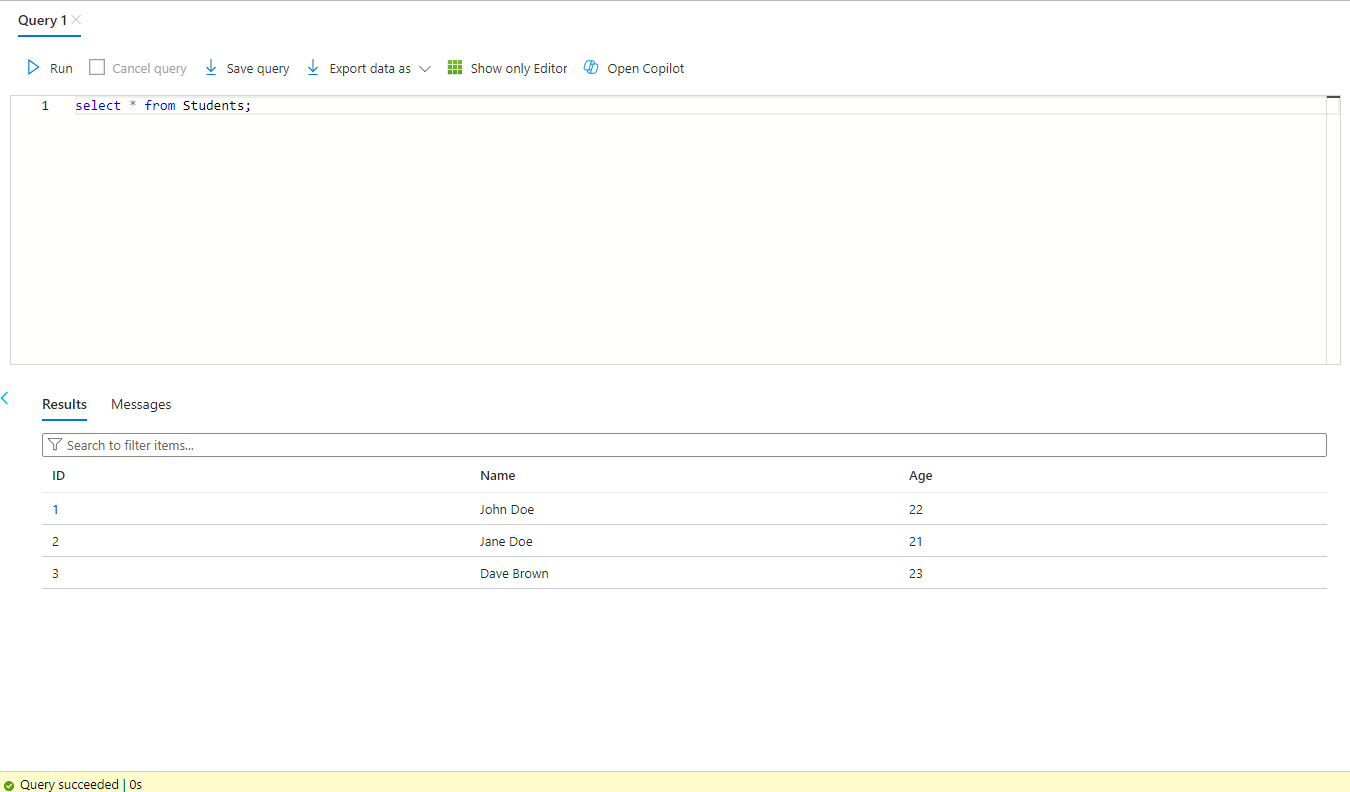 Query 1
Run Cancel query Save query Export data as Show only Editor Open Copilot
1 select * from Students;
Results Messages
Search to filter items...
ID Name Age
1 John Doe 22
2 Jane Doe 21
3 Dave Brown 23
Query succeeded | 0s